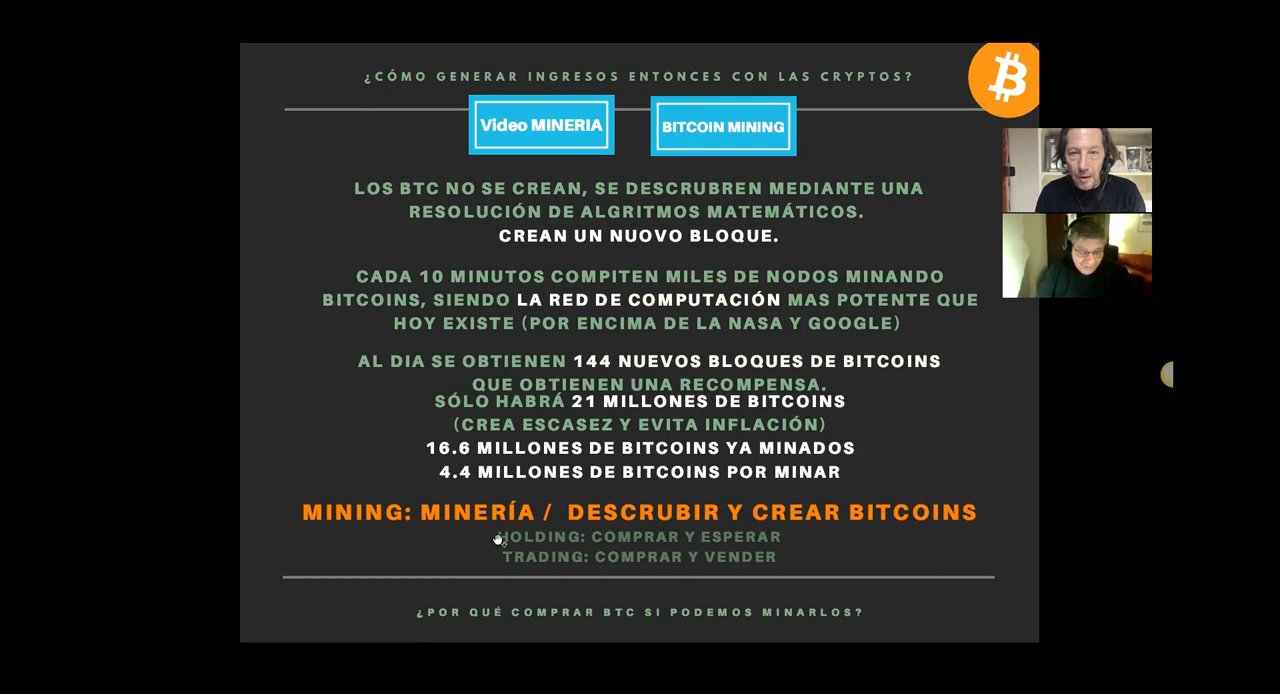 ¿CÓMO GENERAR INGRESOS ENTONCES CON LAS CRYPTOS?
Video MINERIA
BITCOIN MINING
LOS BTC NO SE CREAN, SE DESCRUBREN MEDIANTE UNA
RESOLUCIÓN DE ALGRITMOS MATEMÁTICOS.
CREAN UN NUOVO BLOQUE.
CADA 10 MINUTOS COMPITEN MILES DE NODOS MINANDO
BITCOINS, SIENDO LA RED DE COMPUTACIÓN MAS POTENTE QUE
HOY EXISTE (POR ENCIMA DE LA NASA Y GOOGLE)
AL DIA SE OBTIENEN 144 NUEVOS BLOQUES DE BITCOINS
QUE OBTIENEN UNA RECOMPENSA.
SÓLO HABRÁ 21 MILLONES DE BITCOINS
(CREA ESCASEZ Y EVITA INFLACIÓN)
16.6 MILLONES DE BITCOINS YA MINADOS
4.4 MILLONES DE BITCOINS POR MINAR
MINING: MINERÍA / DESCRUBIR Y CREAR BITCOINS
HOLDING: COMPRAR Y ESPERAR
TRADING: COMPRAR Y VENDER
¿POR QUÉ COMPRAR BTC SI PODEMOS MINARLOS?